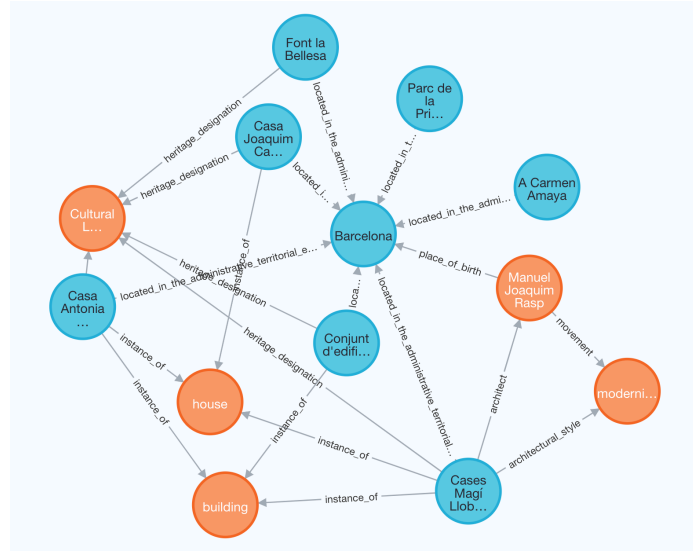 Font la
Bellesa
Parc de
la
Pri...
Casa
Joaquim
Ca...
A Carmen
Amaya
Cultural
L...
Barcelona
Manuel
Joaquim
Rasp
Casa
Antonia
...
Conjunt
d'edifi...
house
moderni...
building
Cases
Magí
Llob...
heritage_designation
located_in_the_admini...
located_in_t...
heritage_designation
located_i...
located_in_the_admi...
instance_of
place_of_birth
heritage_designation
loca...
located_in_the_administrative_territorial...
movement
instance_of
heritage_designation
instance_of
instance_of
architect
instance_of
architectural_style
instance_of